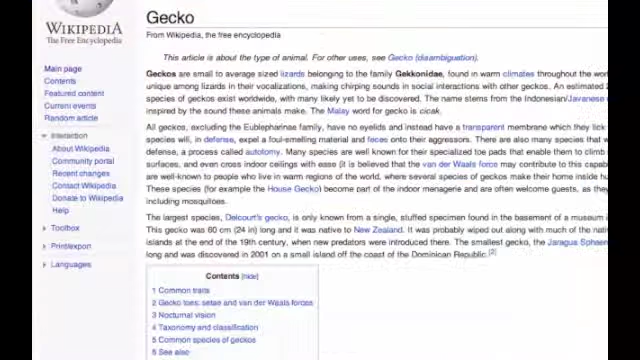 WIKIPEDIA
The Free Encyclopedia
Main page
Contents
Featured content
Current events
Random article
Interaction
About Wikipedia
Community portal
Recent changes
Contact Wikipedia
Donate to Wikipedia
Help
Toolbox
Print/export
Languages
Gecko
From Wikipedia, the free encyclopedia
This article is about the type of animal. For other uses, see Gecko (disambiguation).
Geckos are small to average sized lizards belonging to the family Gekkonidae, found in warm climates throughout the
unique among lizards in their vocalizations, making chirping sounds in social interactions with other geckos. An estimated
species of geckos exist worldwide, with many likely yet to be discovered. The name stems from the Indonesian/Javanese
inspired by the sound these animals make. The Malay word for gecko is cicak.
All geckos, excluding the Eublepharinae family, have no eyelids and instead have a transparent membrane which they lick
species will, in defense, expel a foul-smelling material and feces onto their aggressors. There are also many species that
defense, a process called autotomy. Many species are well known for their specialized toe pads that enable them to climb
surfaces, and even cross indoor ceilings with ease (it is believed that the van der Waals force may contribute to this
are well-known to people who live in warm regions of the world, where several species of geckos make their home inside
These species (for example the House Gecko) become part of the indoor menagerie and are often welcome guests, as
including mosquitoes.
The largest species, Delcourt's gecko, is only known from a single, stuffed specimen found in the basement of a museum
This gecko was 60 cm (24 in) long and it was native to New Zealand. It was probably wiped out along with much of the
islands at the end of the 19th century, when new predators were introduced there. The smallest gecko, the Jaragua
long and was discovered in 2001 on a small island off the coast of the Dominican Republic.[2]
Contents [hide]
1 Common traits
2 Gecko toes: setae and van der Waals forces
3 Nocturnal vision
4 Taxonomy and classification
5 Common species of geckos
6 See also